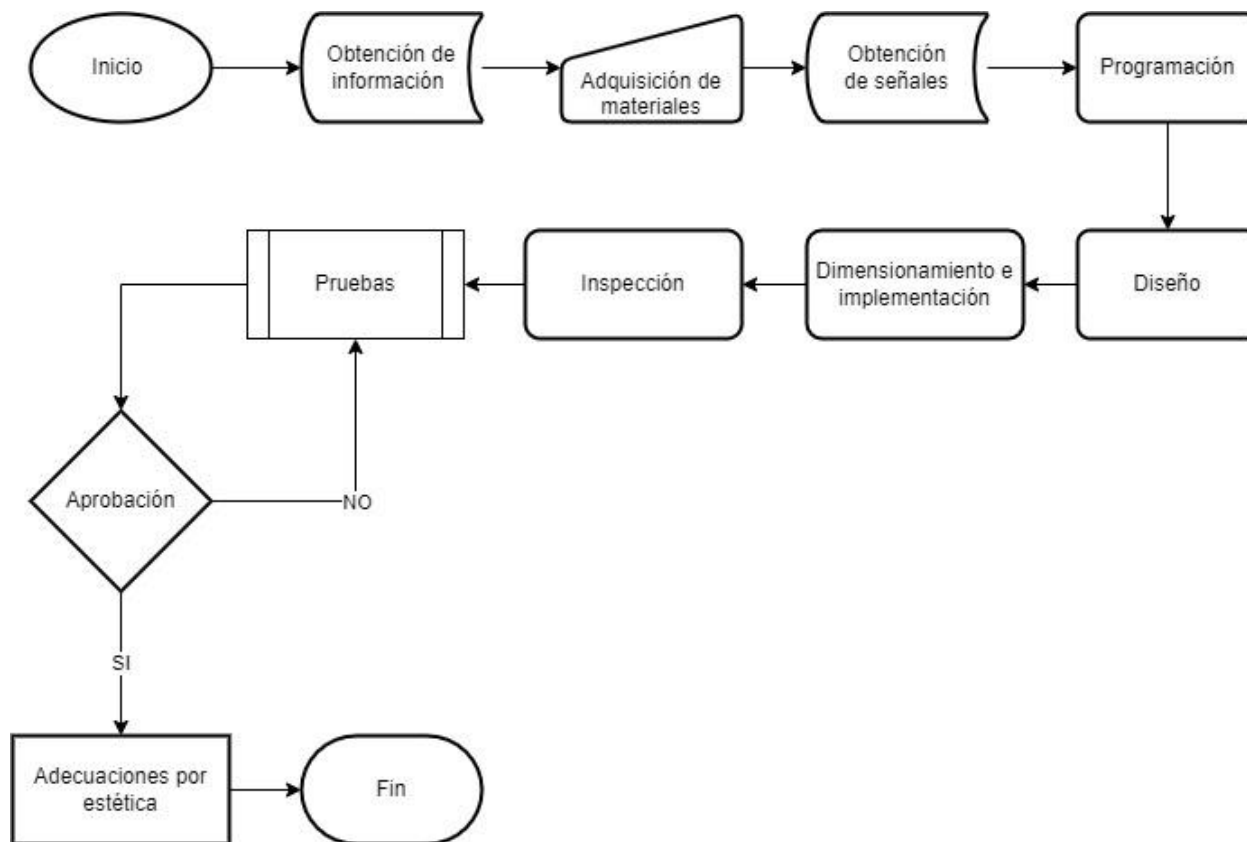 Inicio
Obtención de
información
Adquisición de
materiales
Obtención
de señales
Programación
Diseño
Dimensionamiento e
implementación
Inspección
Pruebas
Aprobación
NO
SI
Adecuaciones por
estética
Fin